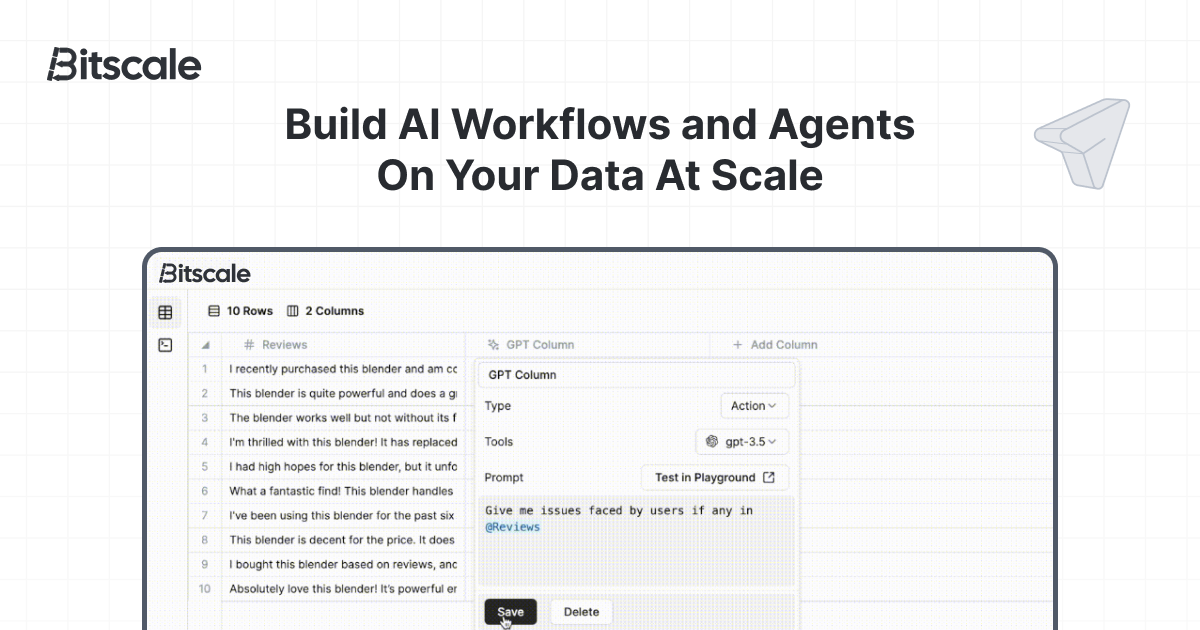 Bitscale
Build AI Workflows and Agents
On Your Data At Scale
Bitscale
10 Rows 2 Columns
# Reviews GPT Column + Add Column
1 I recently purchased this blender and am co
2 This blender is quite powerful and does a
3 The blender works well but not without its f
4 I'm thrilled with this blender! It has replaced
5 I had high hopes for this blender, but it unfo
6 What a fantastic find! This blender handles
7 I've been using this blender for the past six
8 This blender is decent for the price. It does
9 I bought this blender based on reviews, and
10 Absolutely love this blender! It's powerful
GPT Column
Type Action
Tools gpt-3.5
Prompt Test in Playground
Give me issues faced by users if any in
@Reviews
Save Delete